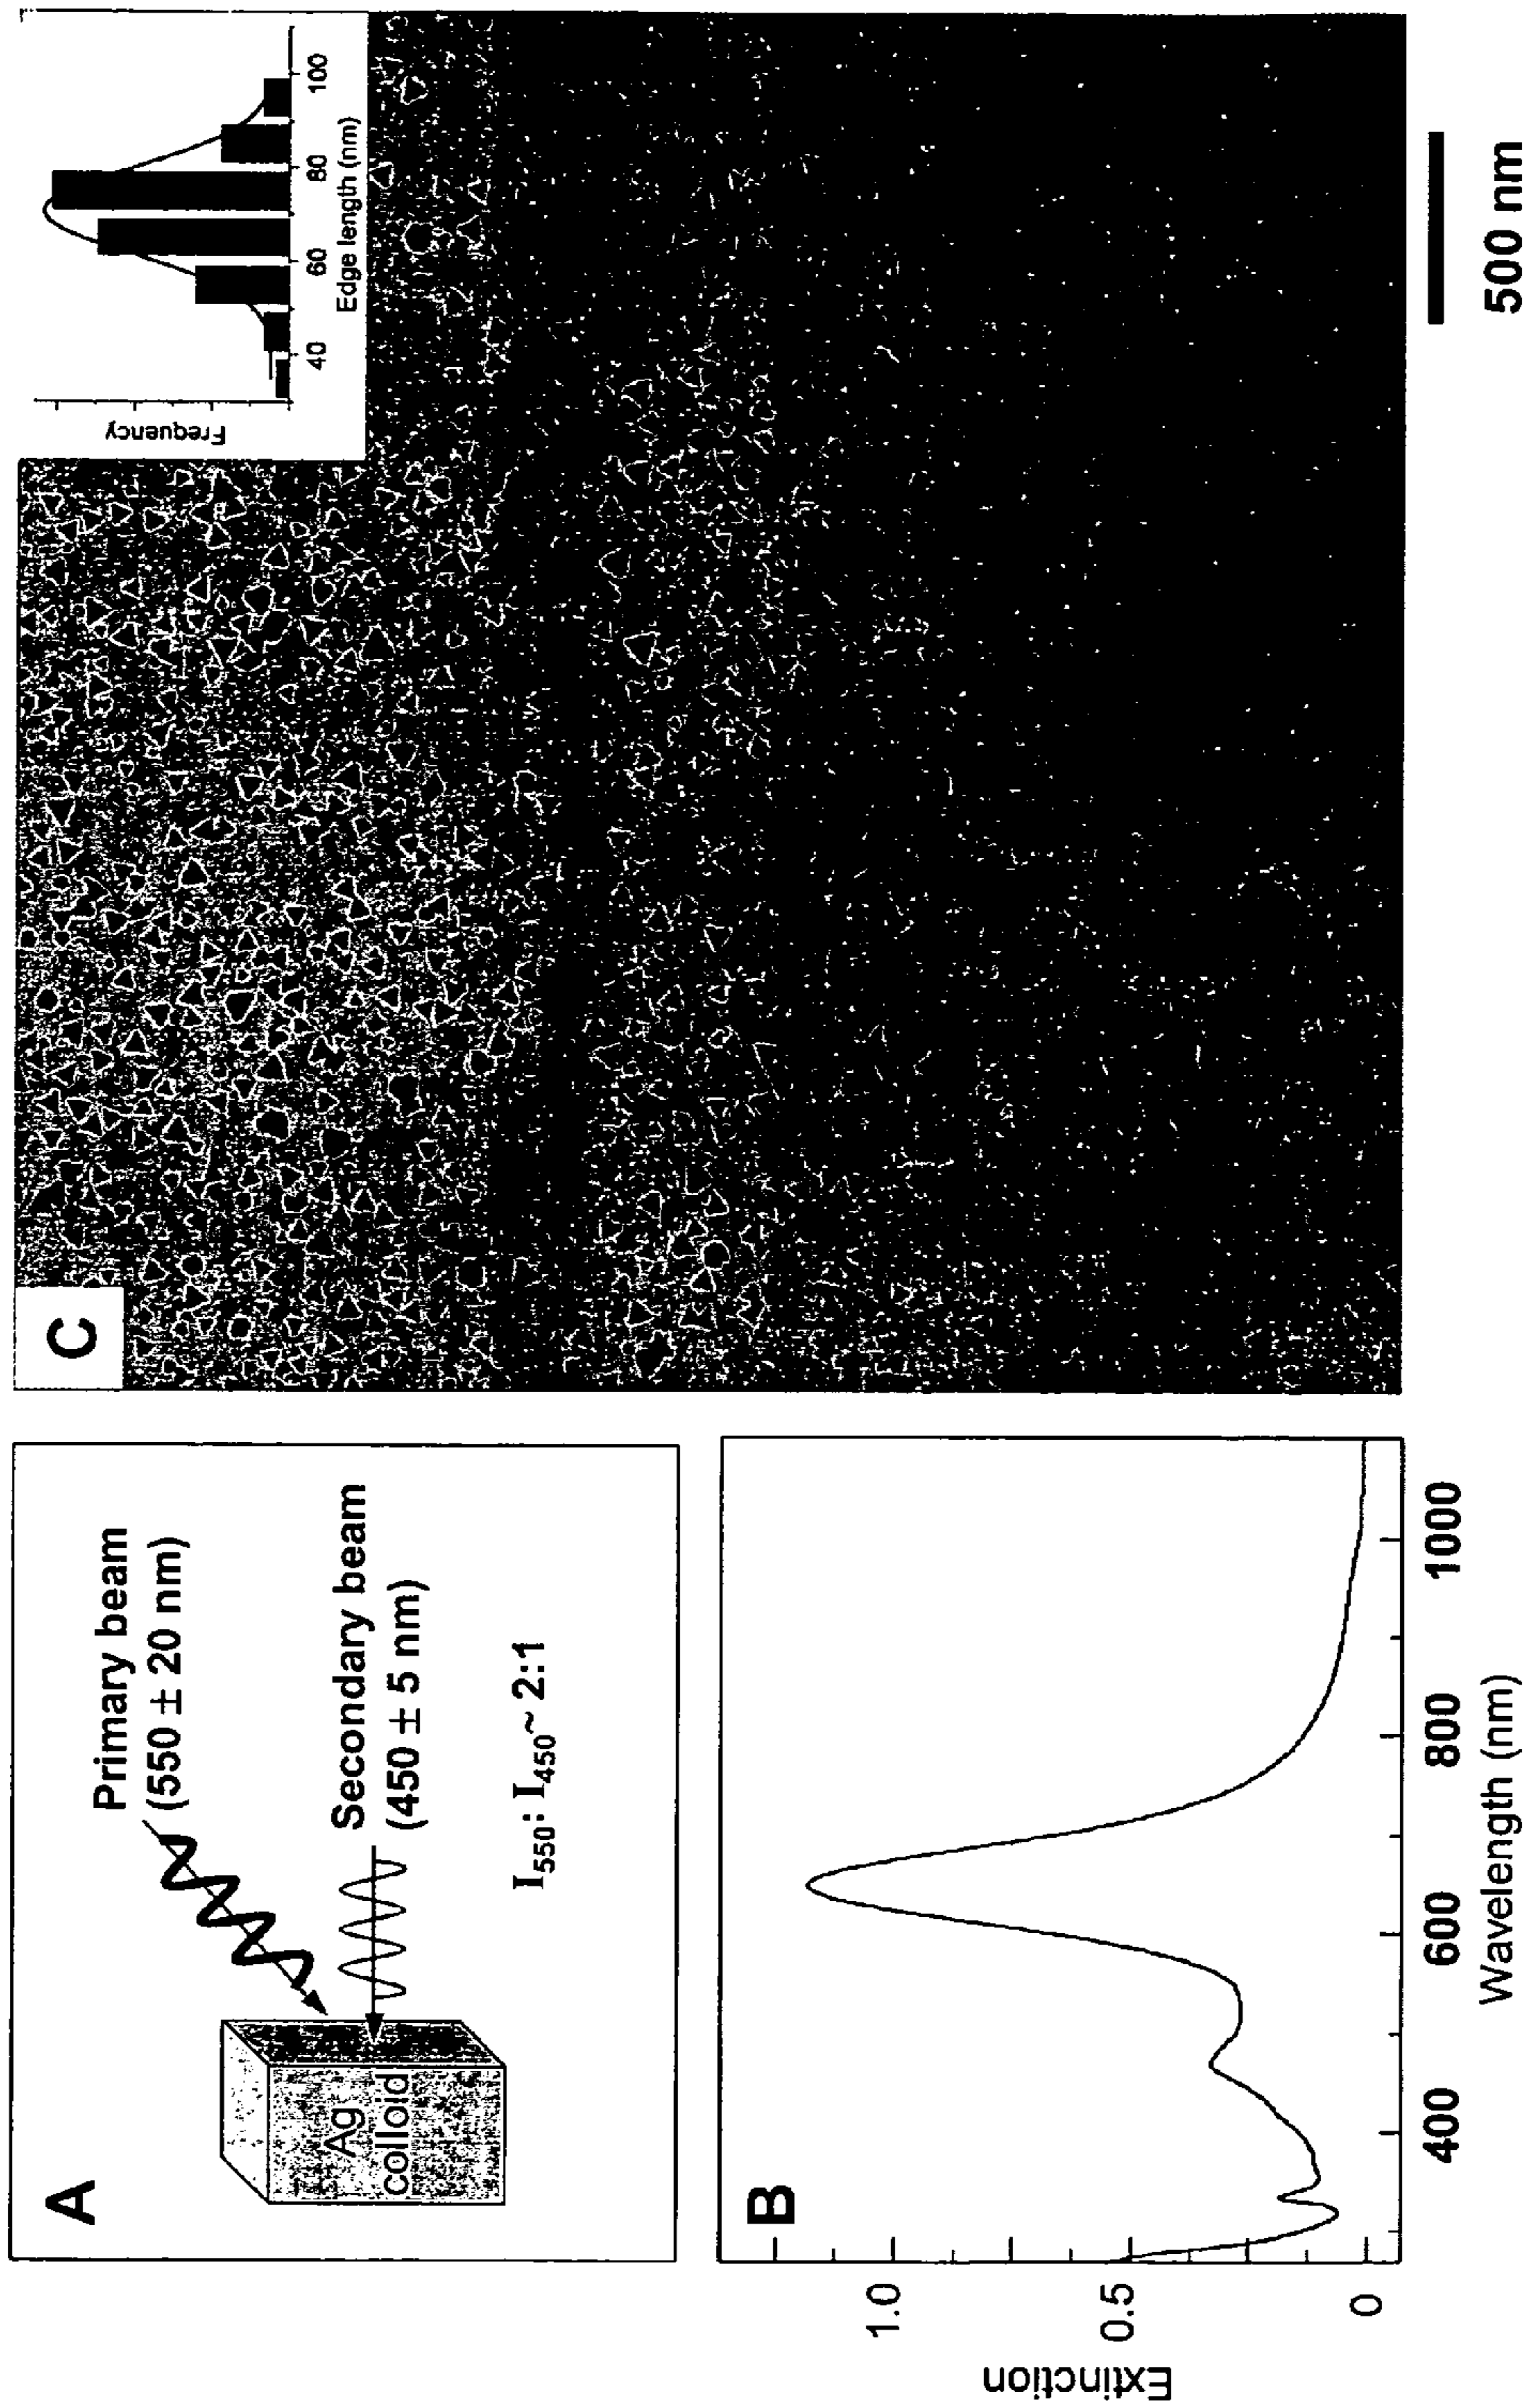 A
Primary beam
(550 ± 20 nm)
Secondary beam
(450 ± 5 nm)
Ag
colloid
I550: I450~ 2:1
B
Extinction
1.0
0.5
0
400
600
800
1000
Wavelength (nm)
C
Frequency
40
60
80
100
Edge length (nm)
500 nm